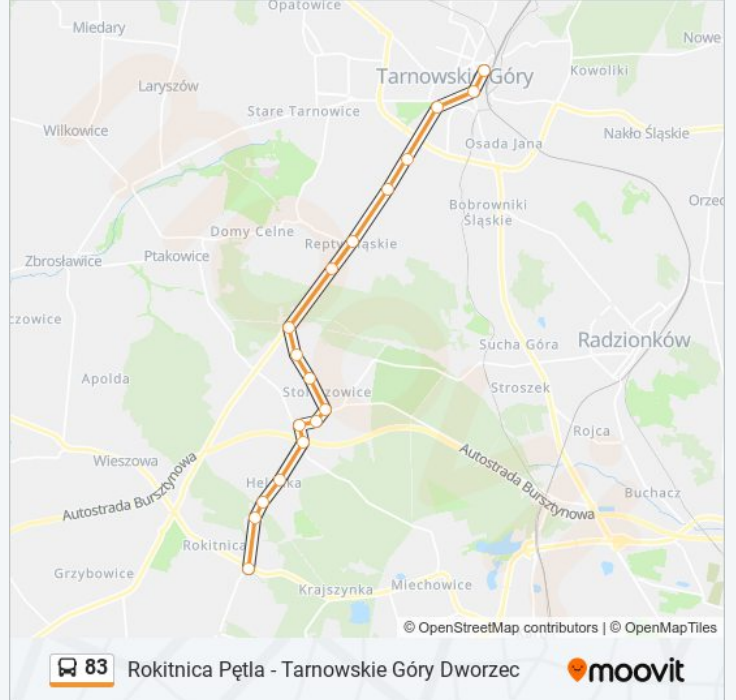 Opatowice
Miedary
Nowe
Tarnowskie Góry
Kowoliki
Laryszów
Stare Tarnowice
Wilkowice
Nakło Śląskie
Osada Jana
Orzec
Bobrowniki
Śląskie
Domy Celne
Repty Śląskie
Ptakowice
Zbrosławice
czowice
Sucha Góra
Radzionków
Apolda
Stroszek
Rojca
Wieszowa
Autostrada Bursztynowa
Autostrada Bursztynowa
Buchacz
Rokitnica
Grzybowice
Krajszynka
Miechowice
© OpenStreetMap contributors | © OpenMapTiles
83 Rokitnica Pętla - Tarnowskie Góry Dworzec
moovit